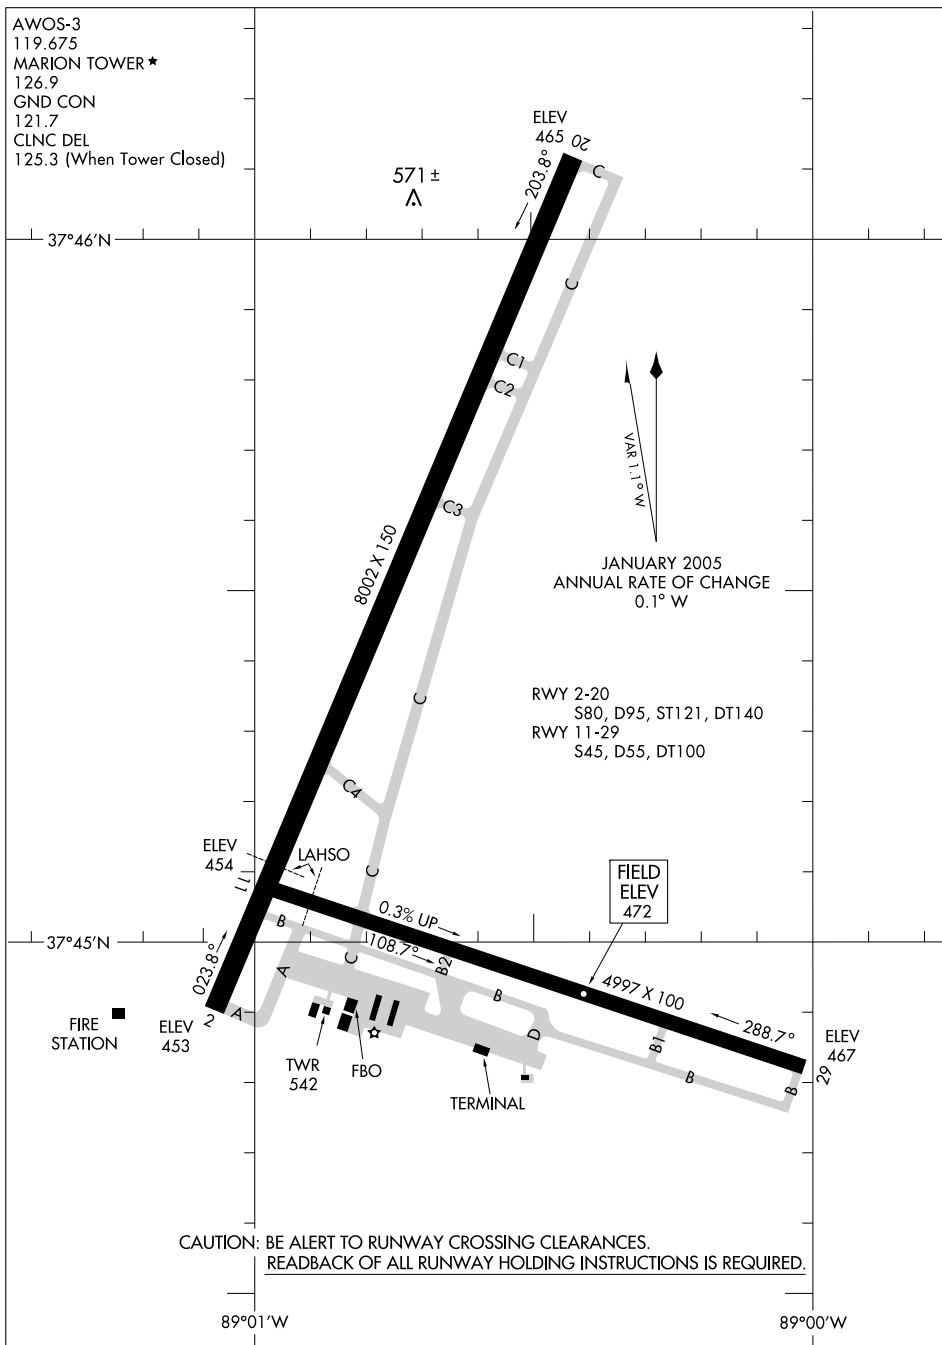 AWOS-3
119.675
MARION TOWER ★
126.9
GND CON
121.7
CLNC DEL
125.3 (When Tower Closed)
ELEV
465
20
C
571 ±
203.8°
37°46'N
C
C1
C2
C3
VAR 1.1° W
JANUARY 2005
ANNUAL RATE OF CHANGE
0.1° W
8002 X 150
C
RWY 2-20
S80, D95, ST121, DT140
RWY 11-29
S45, D55, DT100
C4
ELEV
454
LAHSO
11
C
FIELD
ELEV
472
0.3% UP
B
37°45'N
108.7°
023.8°
A
C
B2
B
4997 X 100
288.7°
2
A
D
B1
B
B
29
FIRE
STATION
ELEV
453
TWR
542
FBO
TERMINAL
ELEV
467
CAUTION: BE ALERT TO RUNWAY CROSSING CLEARANCES.
READBACK OF ALL RUNWAY HOLDING INSTRUCTIONS IS REQUIRED.
89°01'W
89°00'W